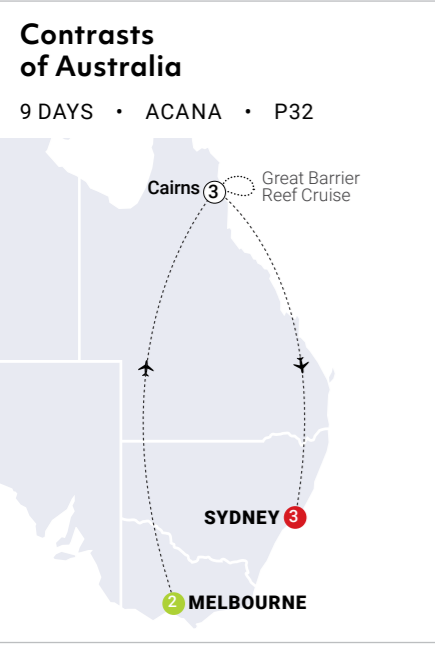 Contrasts
of Australia
9 DAYS • ACANA • P32
Cairns 3
Great Barrier
Reef Cruise
SYDNEY 3
2 MELBOURNE